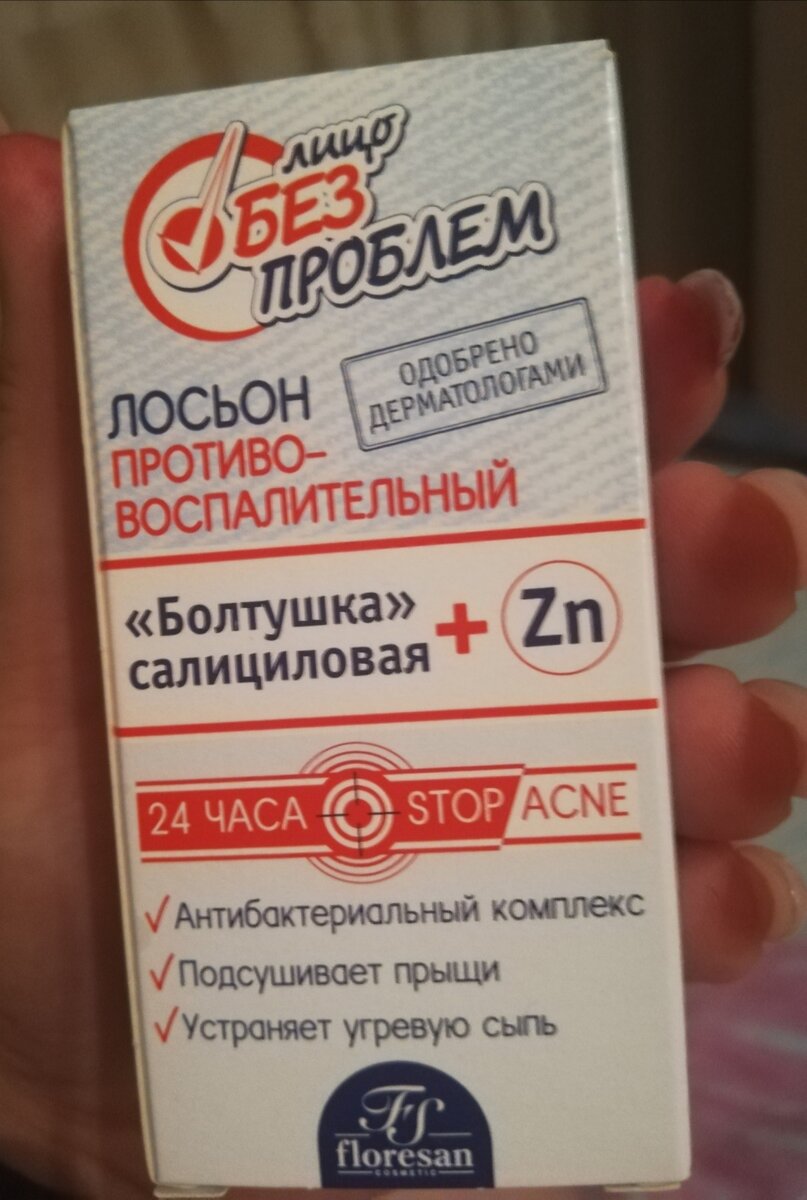 лицо
БЕЗ
ПРОБЛЕМ
ОДОБРЕНО
ДЕРМАТОЛОГАМИ
ЛОСЬОН
ПРОТИВО-
ВОСПАЛИТЕЛЬНЫЙ
«Болтушка»
салициловая + Zn
24 ЧАСА STOP ACNE
Антибактериальный комплекс
Подсушивает прыщи
Устраняет угревую сыпь
FS
floresan
COSMETIC